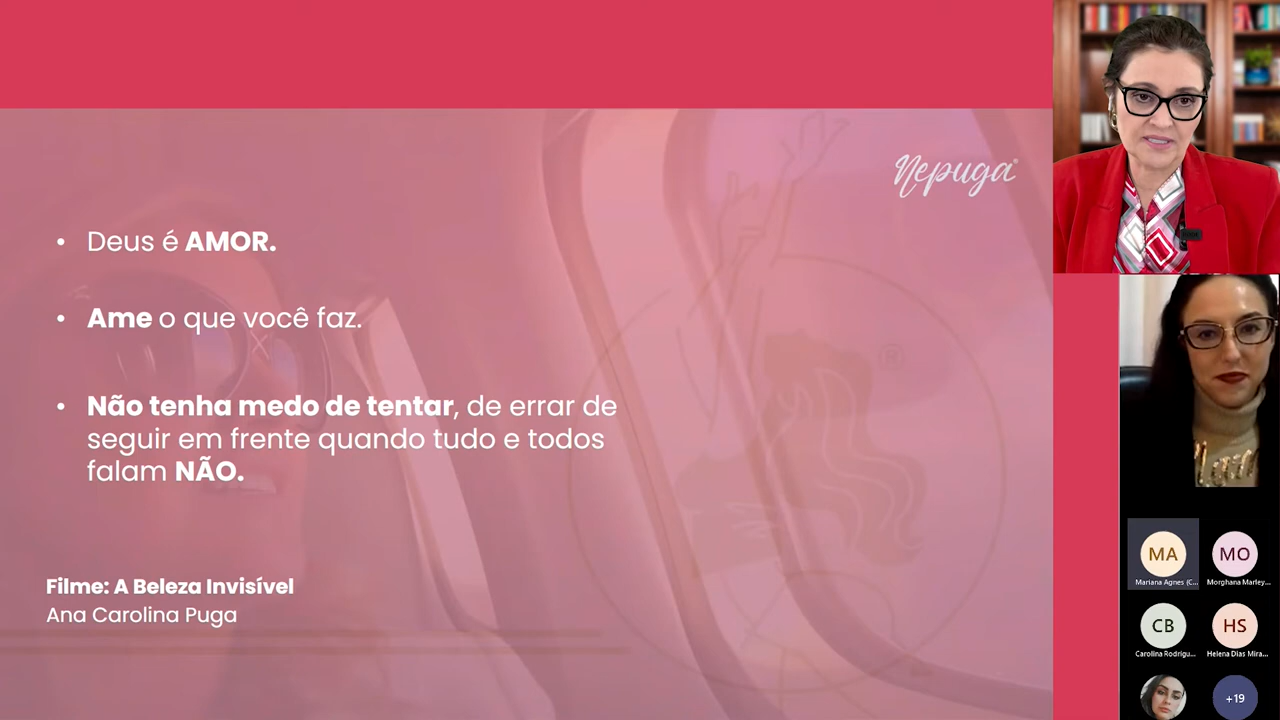 Nepuga®
• Deus é AMOR.
• Ame o que você faz.
• Não tenha medo de tentar, de errar de
seguir em frente quando tudo e todos
falam NÃO.
Filme: A Beleza Invisível
Ana Carolina Puga
®
MA
MO
Mariana Agnes (C...
Morghana Marley...
CB
HS
Carolina Rodrigu...
Helena Dias Mira...
+19